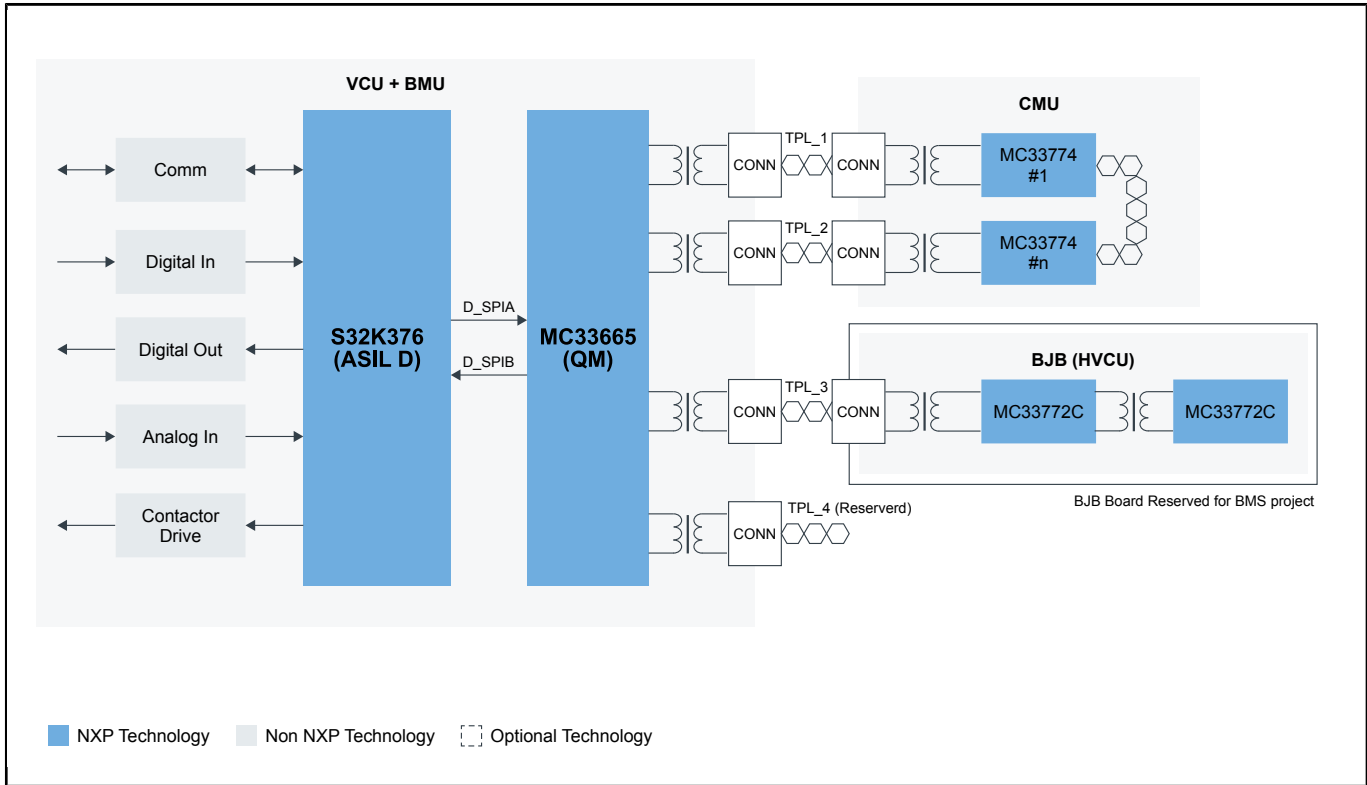 VCU + BMU
Comm
Digital In
Digital Out
Analog In
Contactor
Drive
S32K376
(ASIL D)
D_SPIA
D_SPIB
MC33665
(QM)
CONN
TPL_1
CONN
CONN
TPL_2
CONN
CONN
TPL_3
CONN
CONN
TPL_4 (Reserverd)
CMU
MC33774
#1
MC33774
#n
BJB (HVCU)
MC33772C
MC33772C
BJB Board Reserved for BMS project
NXP Technology
Non NXP Technology
Optional Technology